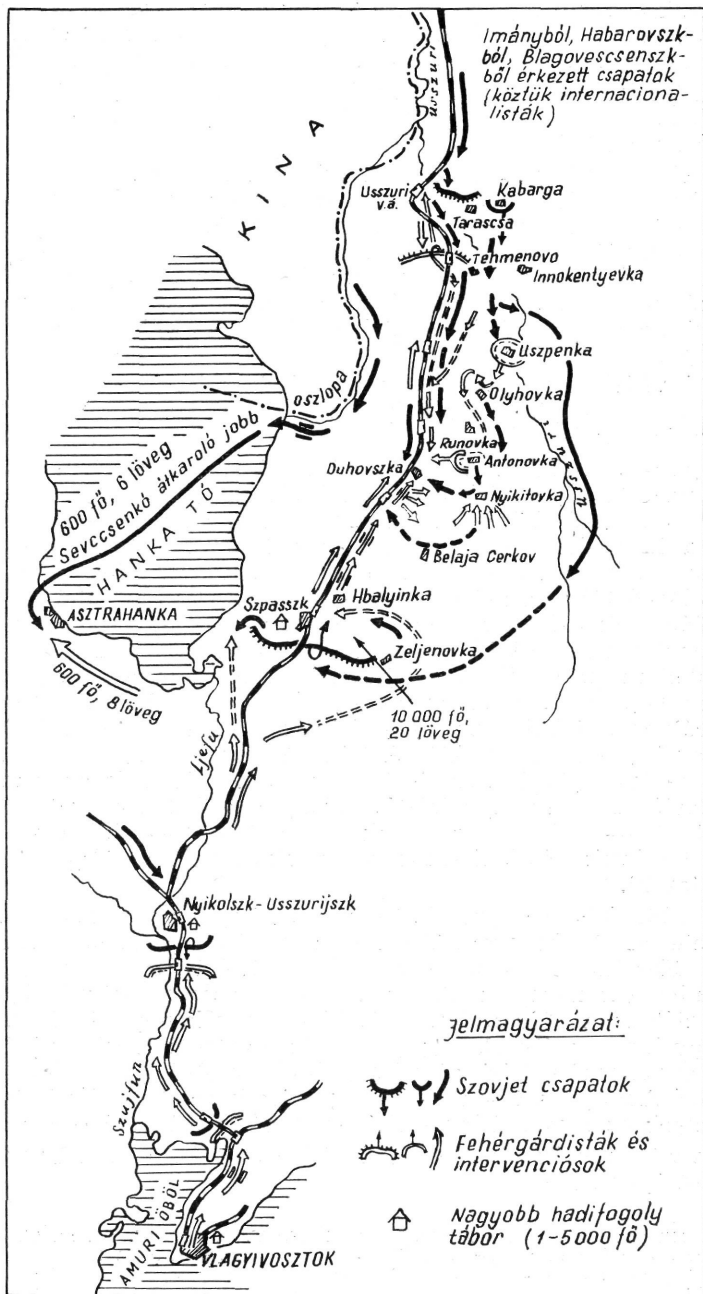 Imányból, Habarovszk-
ból, Blagovescsenszk-
ből érkezett csapatok
(köztük internaciona-
listák)
Usszuri
KINA
Usszuri
v.á.
Kabarga
Tarascsa
Tehmenovo
Innokentyevka
Uszpenka
Olyhovka
oszlopa
Runovka
Antonovka
Duhovszka
Nyikitovka
Belaja Cerkov
600 fő, 6 löveg
Sevccsenkó átkaroló jobb
HANKA TÓ
Hbalyinka
Szpasszk
ASZTRAHANKA
Zeljenovka
600 fő, 8 löveg
10 000 fő,
20 löveg
Ljefu
Nyikolszk-Usszurijszk
Szujfun
AMURI ÖBÖL
VLAGYIVOSZTOK
Jelmagyarázat:
Szovjet csapatok
Fehérgárdisták és
intervenciósok
Nagyobb hadifogoly
tábor (1-5000 fő)